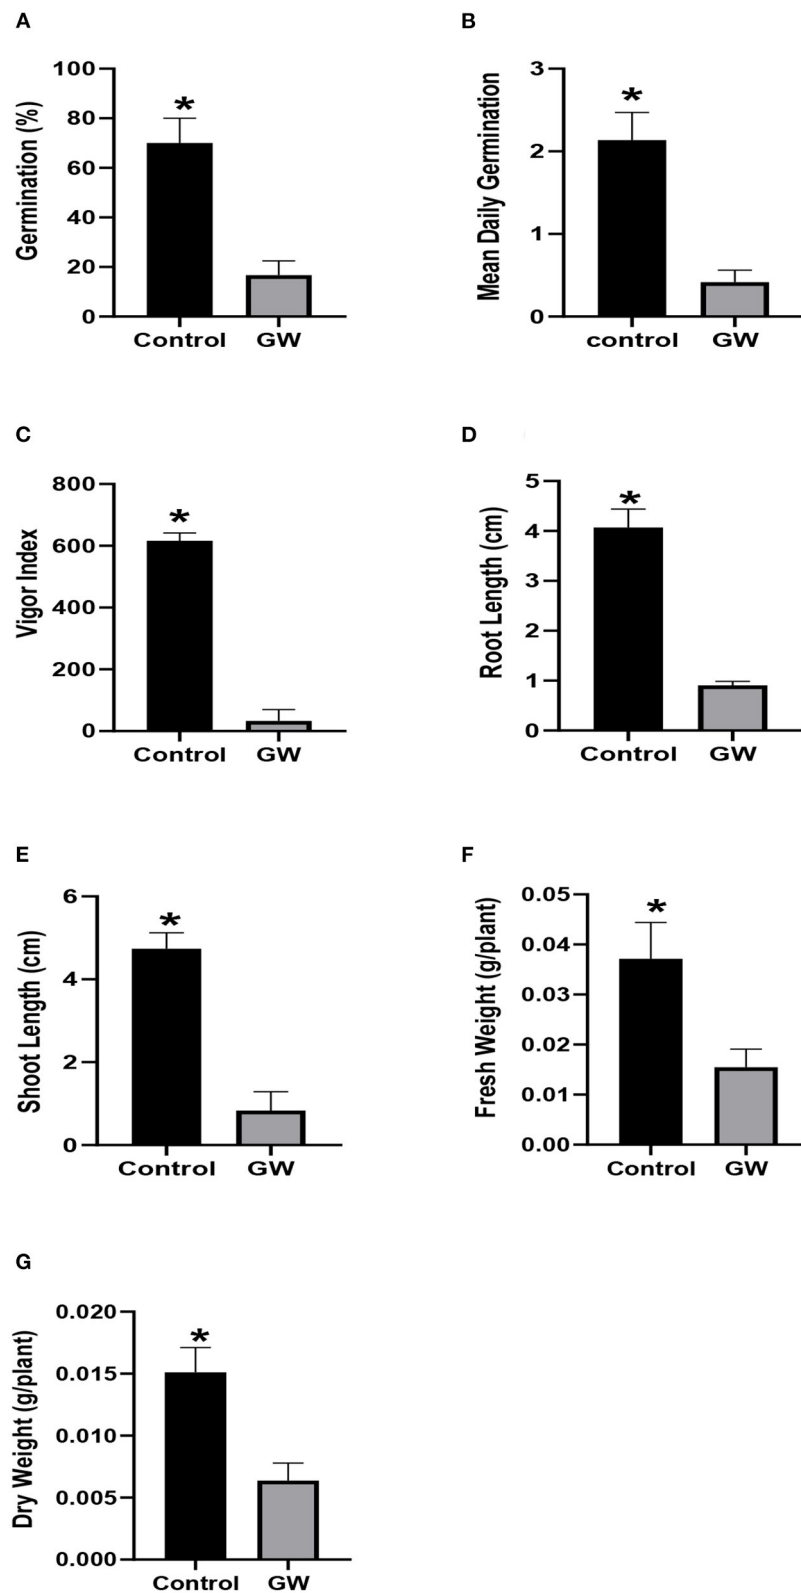 A
Germination (%)
100
80
60
40
20
0
*
Control GW
B
Mean Daily Germination
3
2
1
0
*
control GW
C
Vigor Index
800
600
400
200
0
*
Control GW
D
Root Length (cm)
5
4
3
2
1
0
*
Control GW
E
Shoot Length (cm)
6
4
2
0
*
Control GW
F
Fresh Weight (g/plant)
0.05
0.04
0.03
0.02
0.01
0.00
*
Control GW
G
Dry Weight (g/plant)
0.020
0.015
0.010
0.005
0.000
*
Control GW